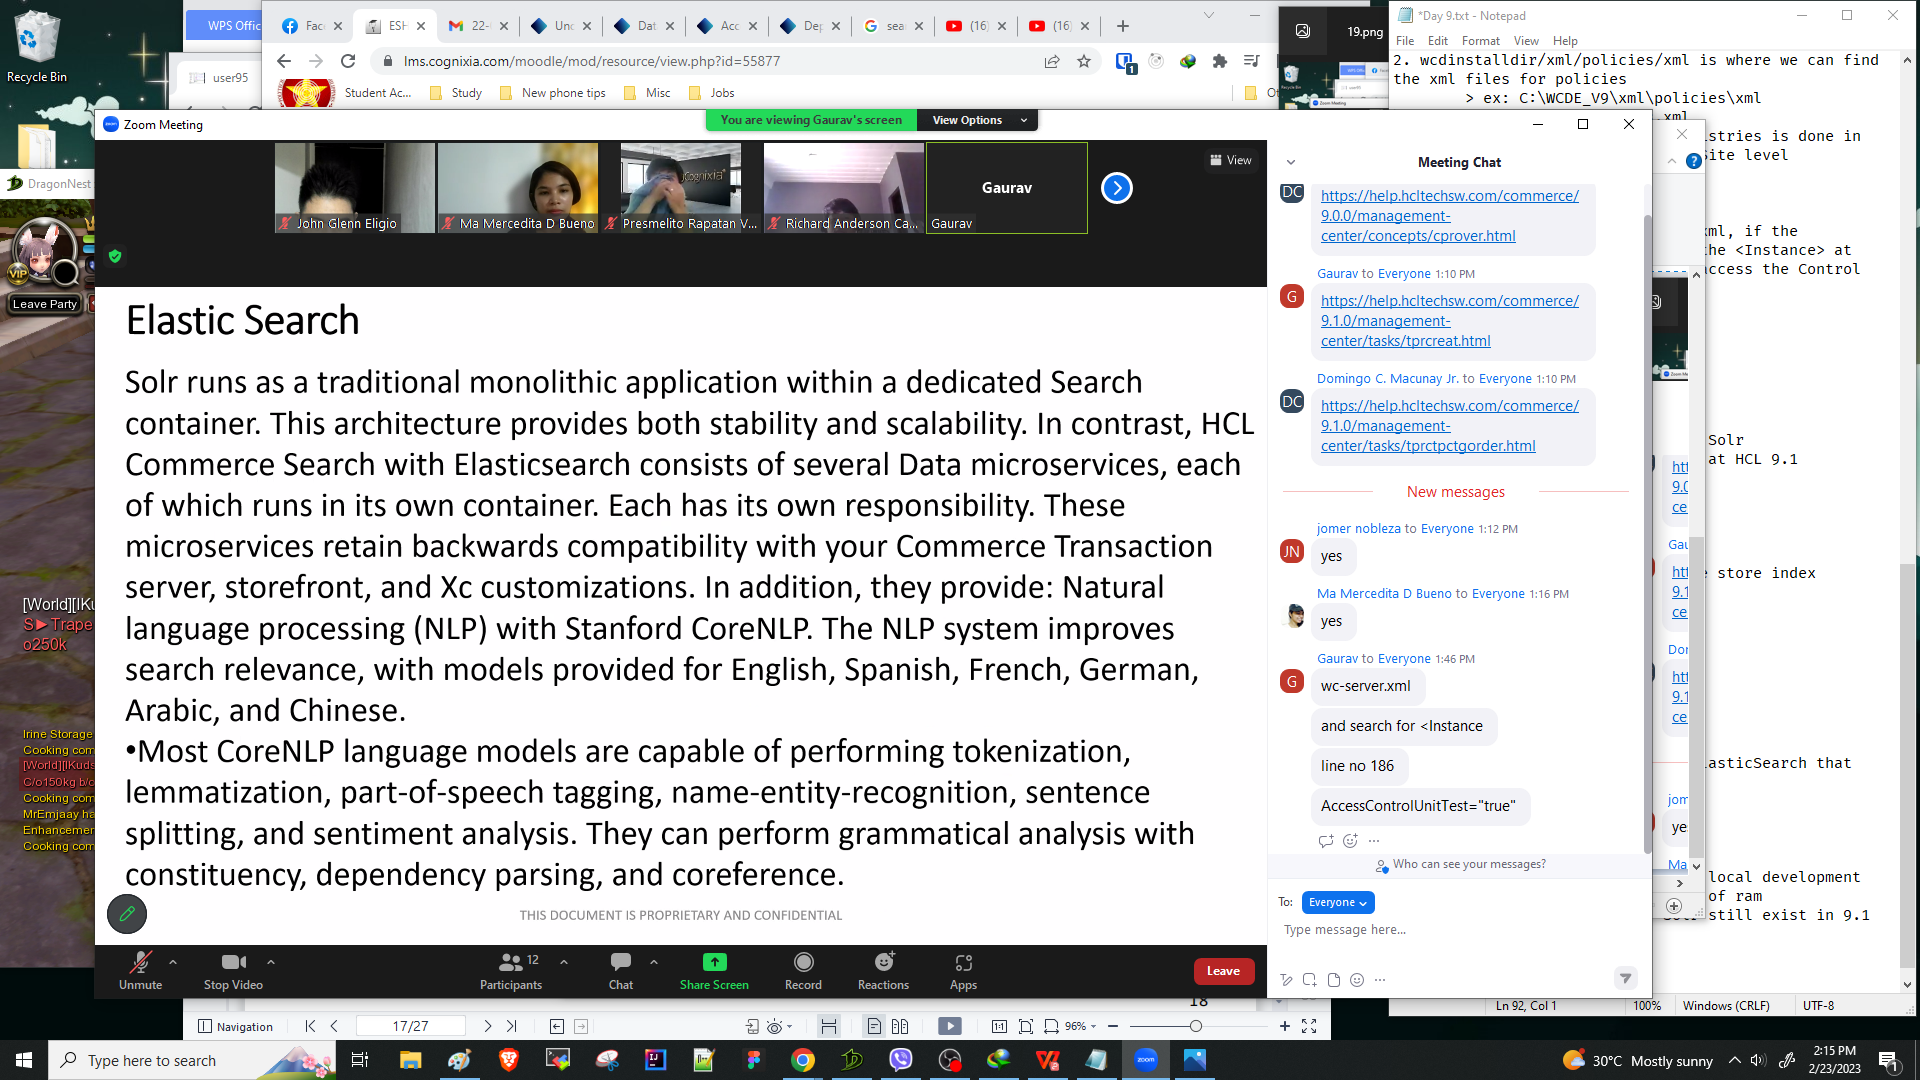 Recycle Bin
WPS Offic
user95
Fac
ESH
22-
Un
Dat
Acc
De
sea
(16)
(16)
lms.cognixia.com/moodle/mod/resource/view.php?id=55877
Student Ac...
Study
New phone tips
Misc
Jobs
19.png
*Day 9.txt - Notepad
File Edit Format View Help
2. wcdinstalldir/xml/policies/xml is where we can find
the xml files for policies
> ex: C:\WCDE_V9\xml\policies\xml
stries is done in
Site level
xml, if the
the <Instance> at
access the Control
Solr
at HCL 9.1
e store index
asticSearch that
local development
of ram
still exist in 9.1
Ln 92, Col 1
100%
Windows (CRLF)
UTF-8
DragonNest
VIP
Leave Party
[World][IKu
S►Trape
o250k
Irine Storage
Cooking com
[World][IKuds
C/o150kg b/o
Cooking com
MrEmjaay ha
Enhancemer
Cooking com
Zoom Meeting
You are viewing Gaurav's screen
View Options
View
John Glenn Eligio
Ma Mercedita D Bueno
Cognixia
Presmelito Rapatan V...
Richard Anderson Ca...
Gaurav
Gaurav
Elastic Search
Solr runs as a traditional monolithic application within a dedicated Search
container. This architecture provides both stability and scalability. In contrast, HCL
Commerce Search with Elasticsearch consists of several Data microservices, each
of which runs in its own container. Each has its own responsibility. These
microservices retain backwards compatibility with your Commerce Transaction
server, storefront, and Xc customizations. In addition, they provide: Natural
language processing (NLP) with Stanford CoreNLP. The NLP system improves
search relevance, with models provided for English, Spanish, French, German,
Arabic, and Chinese.
•Most CoreNLP language models are capable of performing tokenization,
lemmatization, part-of-speech tagging, name-entity-recognition, sentence
splitting, and sentiment analysis. They can perform grammatical analysis with
constituency, dependency parsing, and coreference.
THIS DOCUMENT IS PROPRIETARY AND CONFIDENTIAL
Meeting Chat
DC
https://help.hcltechsw.com/commerce/
9.0.0/management-
center/concepts/cprover.html
Gaurav to Everyone 1:10 PM
G
https://help.hcltechsw.com/commerce/
9.1.0/management-
center/tasks/tprcreat.html
Domingo C. Macunay Jr. to Everyone 1:10 PM
DC
https://help.hcltechsw.com/commerce/
9.1.0/management-
center/tasks/tprctpctgorder.html
New messages
jomer nobleza to Everyone 1:12 PM
JN
yes
Ma Mercedita D Bueno to Everyone 1:16 PM
yes
Gaurav to Everyone 1:46 PM
G
wc-server.xml
and search for <Instance
line no 186
AccessControlUnitTest="true"
Who can see your messages?
To: Everyone
Type message here...
Unmute
Stop Video
Participants 12
Chat
Share Screen
Record
Reactions
Apps
Leave
18
Navigation
17/27
96%
Type here to search
zoom
30°C Mostly sunny
2:15 PM
2/23/2023
1